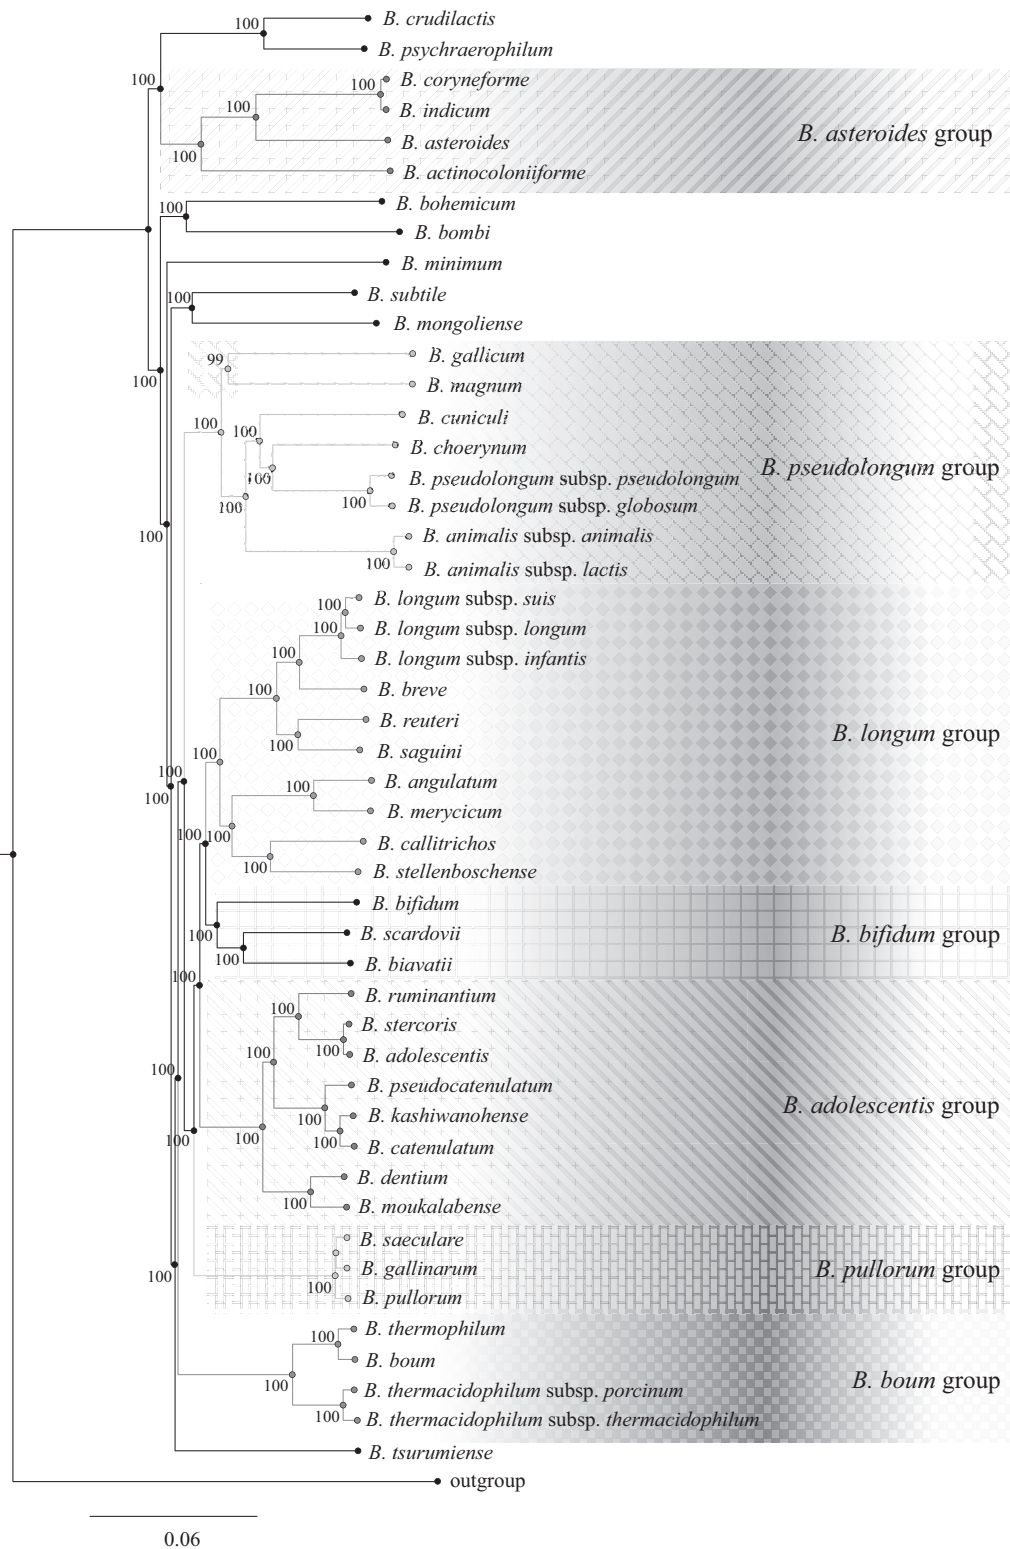 100
B. crudilactis
B. psychraerophilum
100
100
B. coryneforme
100
B. indicum
B. asteroides group
B. asteroides
100
B. actinocoloniiforme
100
B. bohemicum
B. bombi
B. minimum
100
B. subtile
B. mongoliense
99
B. gallicum
100
B. magnum
100
B. cuniculi
100
B. choerynum
B. pseudolongum group
100
B. pseudolongum subsp. pseudolongum
100
B. pseudolongum subsp. globosum
100
B. animalis subsp. animalis
100
B. animalis subsp. lactis
100
B. longum subsp. suis
100
B. longum subsp. longum
100
B. longum subsp. infantis
100
B. breve
B. reuteri
B. longum group
100
B. saguini
100
100
B. angulatum
100
100
B. merycicum
100 100
B. callitrichos
100
B. stellenboschense
B. bifidum
B. scardovii
B. bifidum group
100
B. biavatii
100
100
B. ruminantium
100
B. stercoris
100
B. adolescentis
100
100
B. pseudocatenulatum
B. adolescentis group
100
B. kashiwanohense
100
B. catenulatum
100
100
B. dentium
100
B. moukalabense
B. saeculare
B. gallinarum
B. pullorum group
100
100
B. pullorum
B. thermophilum
100
B. boum
B. boum group
100
B. thermacidophilum subsp. porcinum
100
B. thermacidophilum subsp. thermacidophilum
B. tsurumiense
outgroup
0.06